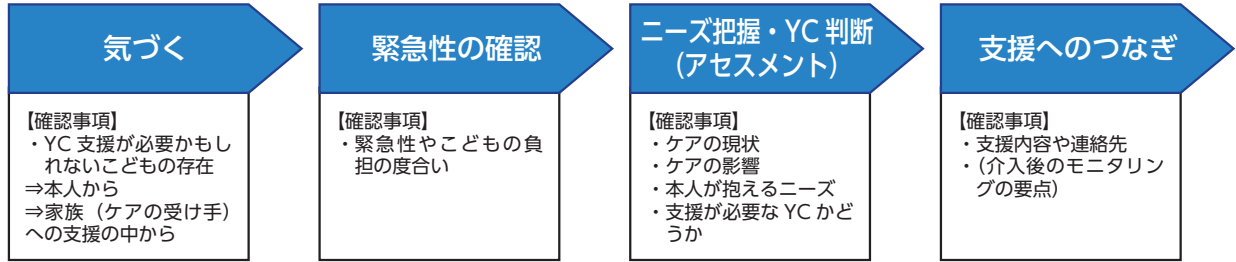 気づく
【確認事項】
・YC 支援が必要かもし
れないこどもの存在
⇒本人から
⇒家族（ケアの受け手）
への支援の中から
緊急性の確認
【確認事項】
・緊急性やこどもの負
担の度合い
ニーズ把握・YC 判断
（アセスメント）
【確認事項】
・ケアの現状
・ケアの影響
・本人が抱えるニーズ
・支援が必要な YC かど
うか
支援へのつなぎ
【確認事項】
・支援内容や連絡先
・（介入後のモニタリン
グの要点）